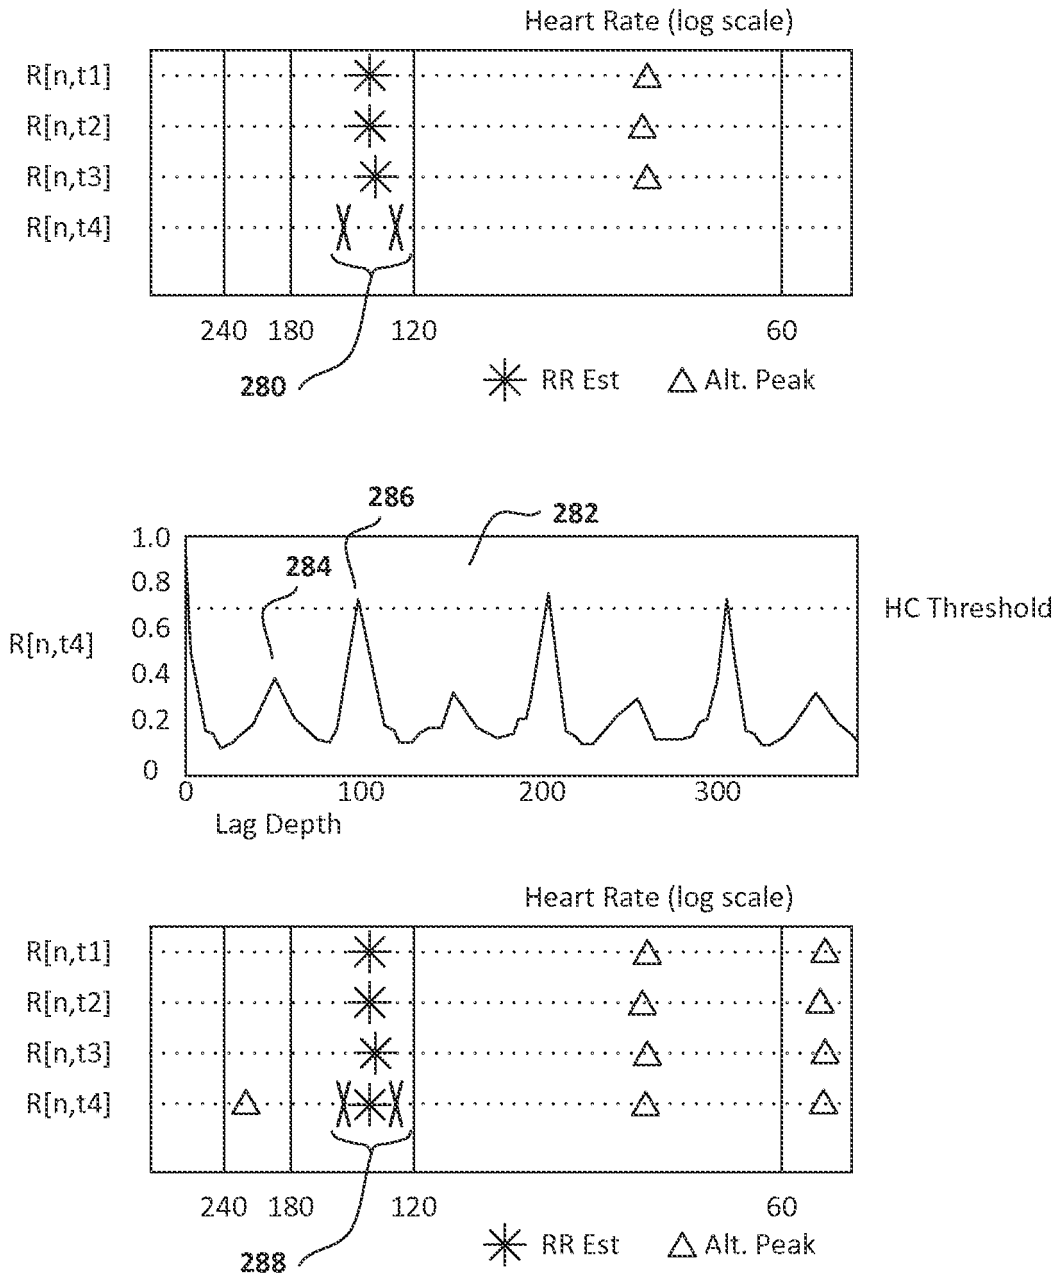 Heart Rate (log scale)
R[n,t1]
R[n,t2]
R[n,t3]
R[n,t4]
240 180 120 60
280
RR Est Alt. Peak
286
282
284
1.0
0.8
0.6
0.4
0.2
0
R[n,t4]
HC Threshold
0 100 200 300
Lag Depth
Heart Rate (log scale)
R[n,t1]
R[n,t2]
R[n,t3]
R[n,t4]
240 180 120 60
288
RR Est Alt. Peak